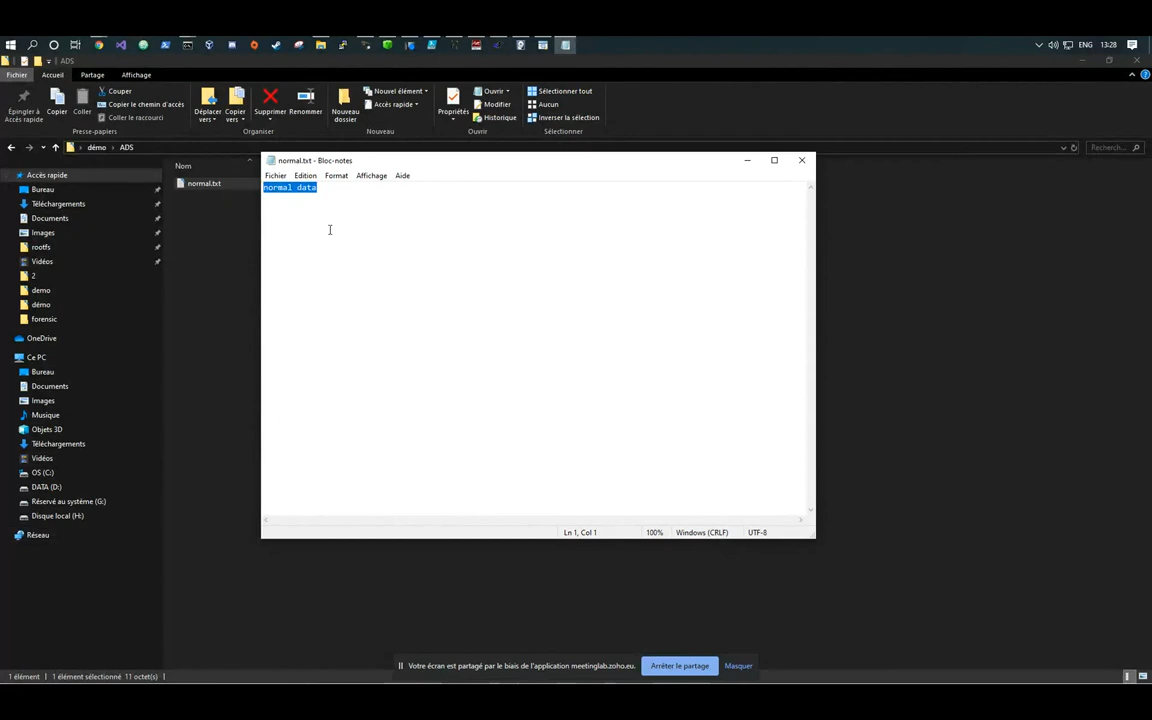 ENG 13:28
ADS
Fichier Accueil Partage Affichage
Épingler à
Accès rapide
Copier
Coller
Couper
Copier le chemin d'accès
Coller le raccourci
Presse-papiers
Déplacer
vers
Copier
vers
Supprimer
Renommer
Organiser
Nouveau
dossier
Nouvel élément
Accès rapide
Nouveau
Propriétés
Ouvrir
Modifier
Historique
Ouvrir
Sélectionner tout
Aucun
Inverser la sélection
Sélectionner
démo > ADS
Recherch...
Nom
normal.txt
Accès rapide
Bureau
Téléchargements
Documents
Images
rootfs
Vidéos
2
demo
démo
forensic
OneDrive
Ce PC
Bureau
Documents
Images
Musique
Objets 3D
Téléchargements
Vidéos
OS (C:)
DATA (D:)
Réservé au système (G:)
Disque local (H:)
Réseau
normal.txt - Bloc-notes
Fichier Edition Format Affichage Aide
normal data
Ln 1, Col 1 100% Windows (CRLF) UTF-8
Votre écran est partagé par le biais de l'application meetinglab.zoho.eu. Arrêter le partage Masquer
1 élément 1 élément sélectionné 11 octet(s)